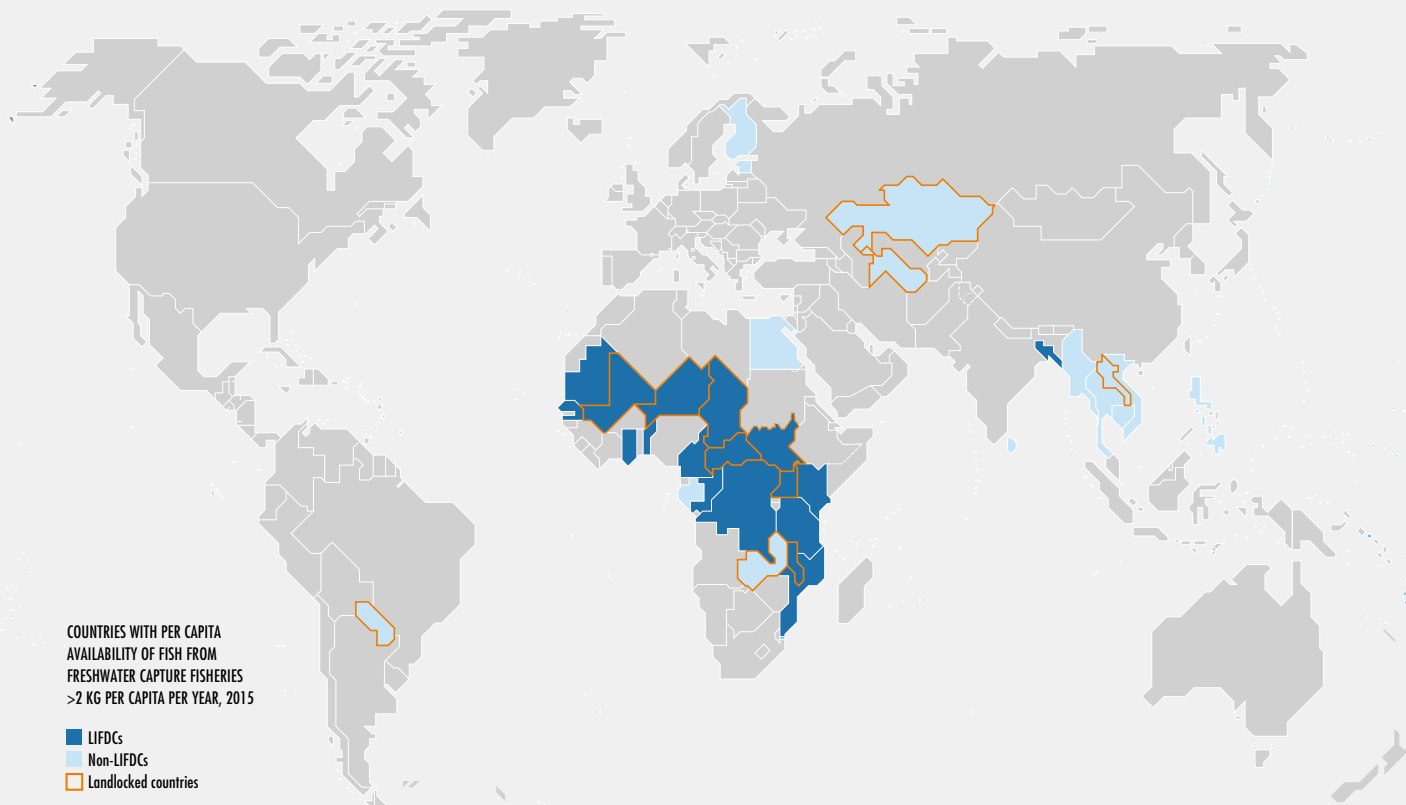 COUNTRIES WITH PER CAPITA
AVAILABILITY OF FISH FROM
FRESHWATER CAPTURE FISHERIES
>2 KG PER CAPITA PER YEAR, 2015
LIFDCs
Non-LIFDCs
Landlocked countries